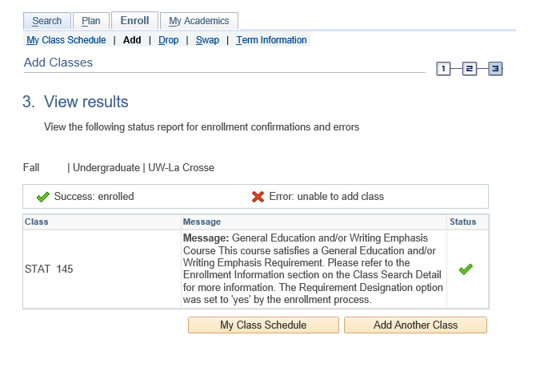 Search Plan Enroll My Academics
My Class Schedule | Add | Drop | Swap | Term Information
Add Classes
1 2 3
3. View results
View the following status report for enrollment confirmations and errors
Fall | Undergraduate | UW-La Crosse
Success: enrolled Error: unable to add class
Class Message Status
Message: General Education and/or Writing Emphasis
Course This course satisfies a General Education and/or
Writing Emphasis Requirement. Please refer to the
STAT 145 Enrollment Information section on the Class Search Detail
for more information. The Requirement Designation option
was set to 'yes' by the enrollment process.
My Class Schedule Add Another Class